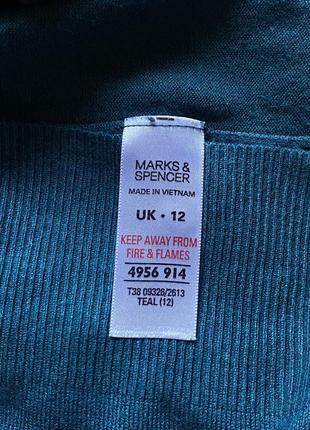 MARKS &
SPENCER
MADE IN VIETNAM
UK • 12
KEEP AWAY FROM
FIRE & FLAMES
4956 914
T38 09328/2613
TEAL (12)